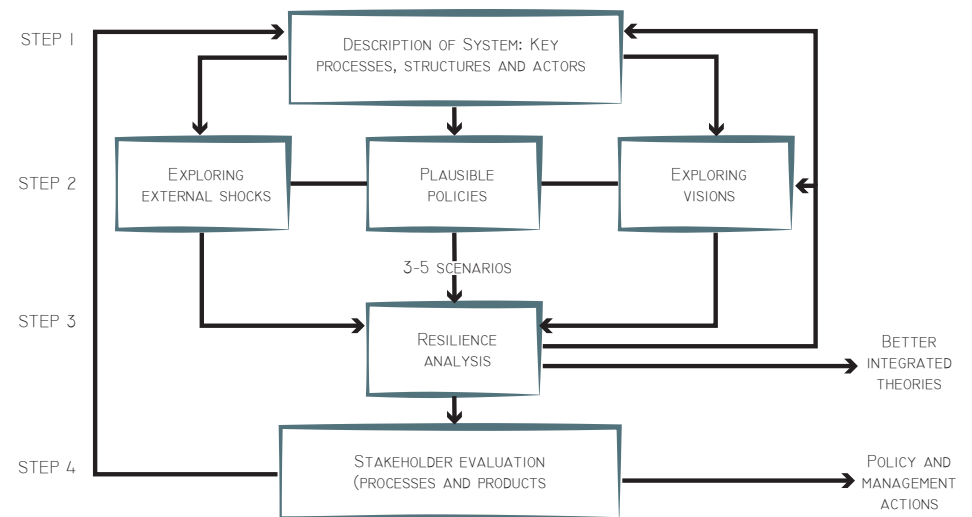 STEP 1
DESCRIPTION OF SYSTEM: KEY
PROCESSES, STRUCTURES AND ACTORS
STEP 2
EXPLORING
EXTERNAL SHOCKS
PLAUSIBLE
POLICIES
EXPLORING
VISIONS
3-5 SCENARIOS
STEP 3
RESILIENCE
ANALYSIS
BETTER
INTEGRATED
THEORIES
STEP 4
STAKEHOLDER EVALUATION
(PROCESSES AND PRODUCTS
POLICY AND
MANAGEMENT
ACTIONS